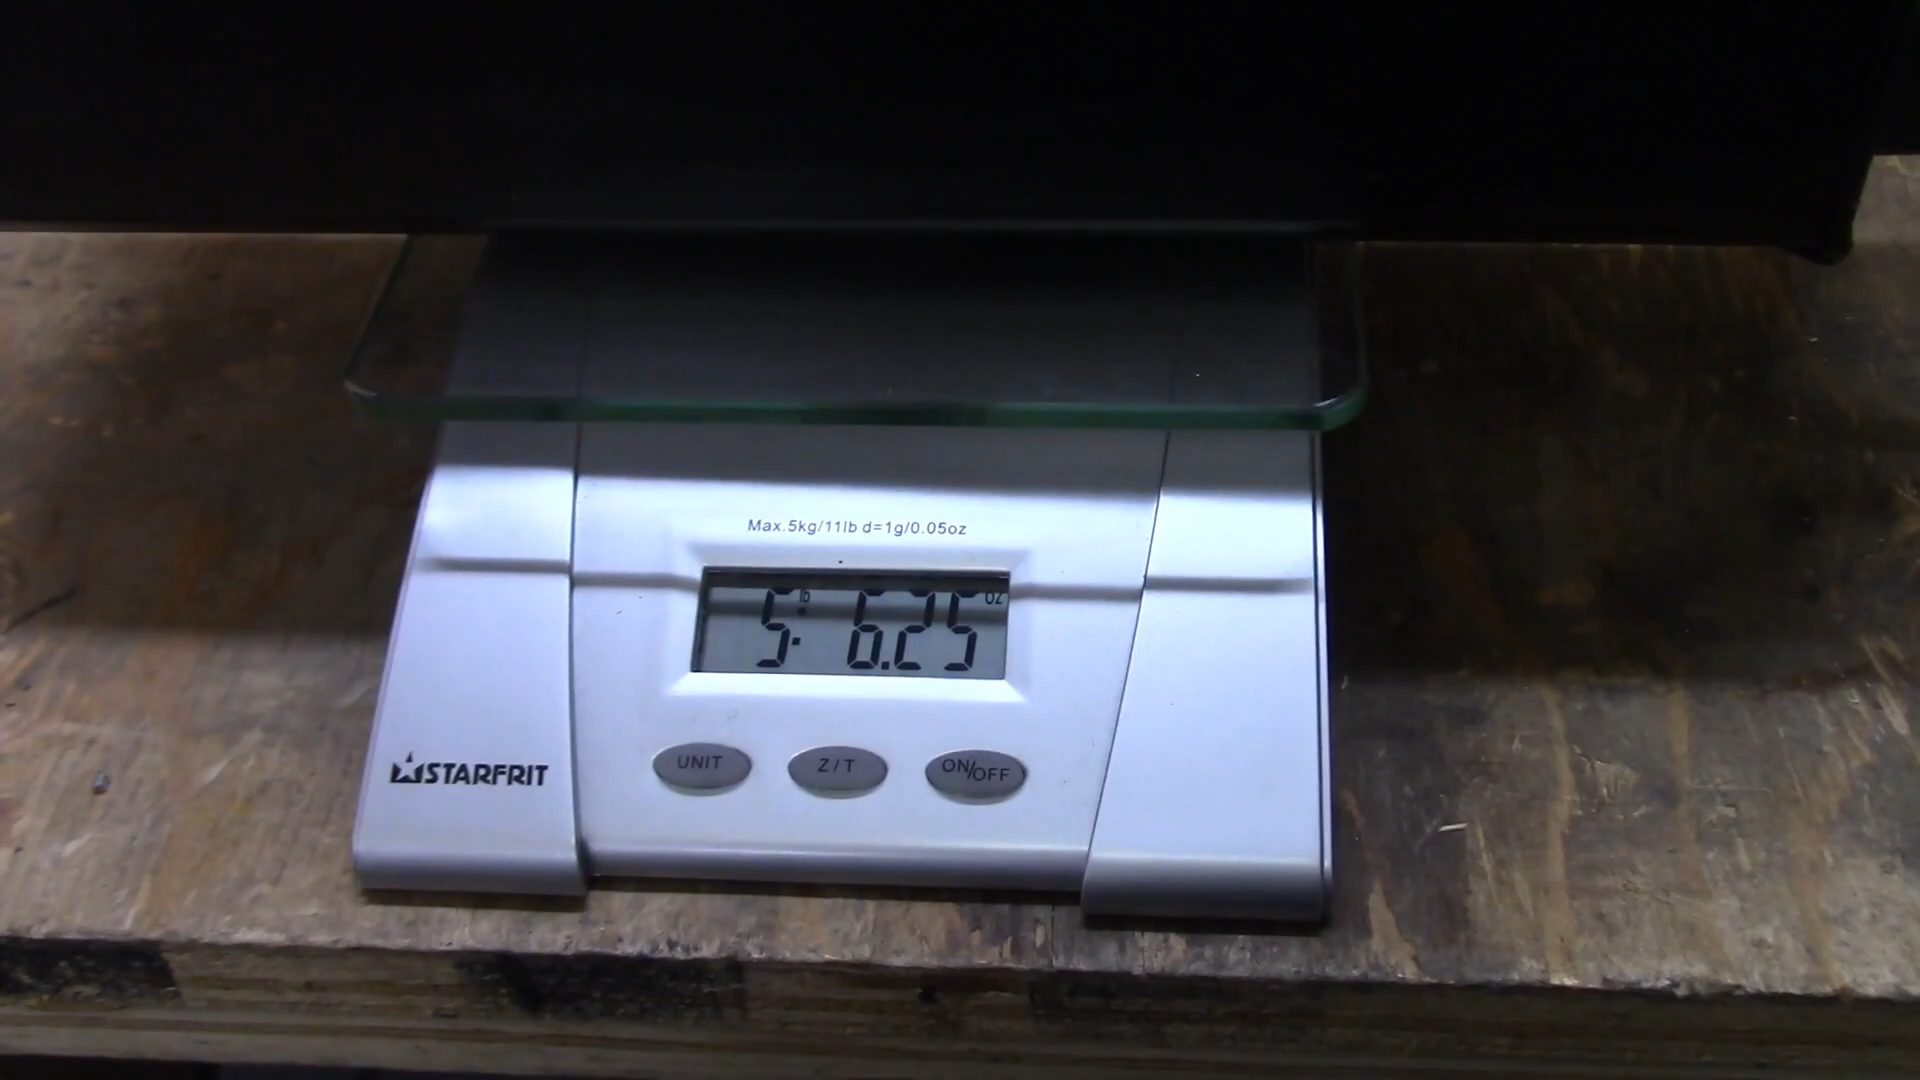 Max.5kg/11lb d=1g/0.05oz
5 lb: 6.25 oz
UNIT Z/T ON/OFF
STARFRIT